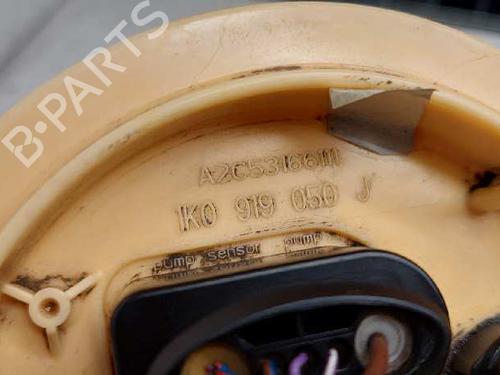 B-PARTS
A2C53166111
1K0 919 050 J
pump sensor pump